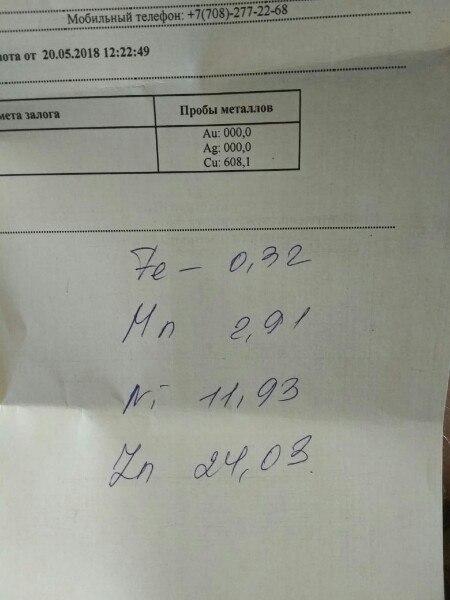 Мобильный телефон: +7(708)-277-22-68
ота от 20.05.2018 12:22:49
мета залога Пробы металлов
Au: 000,0
Ag: 000,0
Cu: 608,1
Fe – 0,32
Mn 2,91
Ni 11,93
Zn 24,03